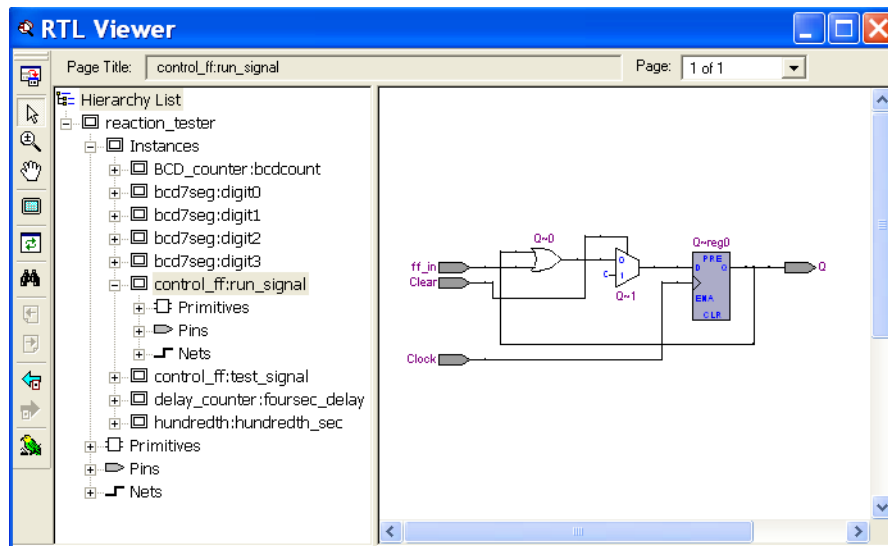 RTL Viewer
Page Title: control_ff:run_signal Page: 1 of 1
Hierarchy List
reaction_tester
Instances
BCD_counter:bcdcount
bcd7seg:digit0
bcd7seg:digit1
bcd7seg:digit2
bcd7seg:digit3
control_ff:run_signal
Primitives
Pins
Nets
control_ff:test_signal
delay_counter:foursec_delay
hundredth:hundredth_sec
Primitives
Pins
Nets
Q~0
Q~reg0
ff_in
Clear
0
C 1
Q~1
PRE
D Q
ENA
CLR
Q
Clock